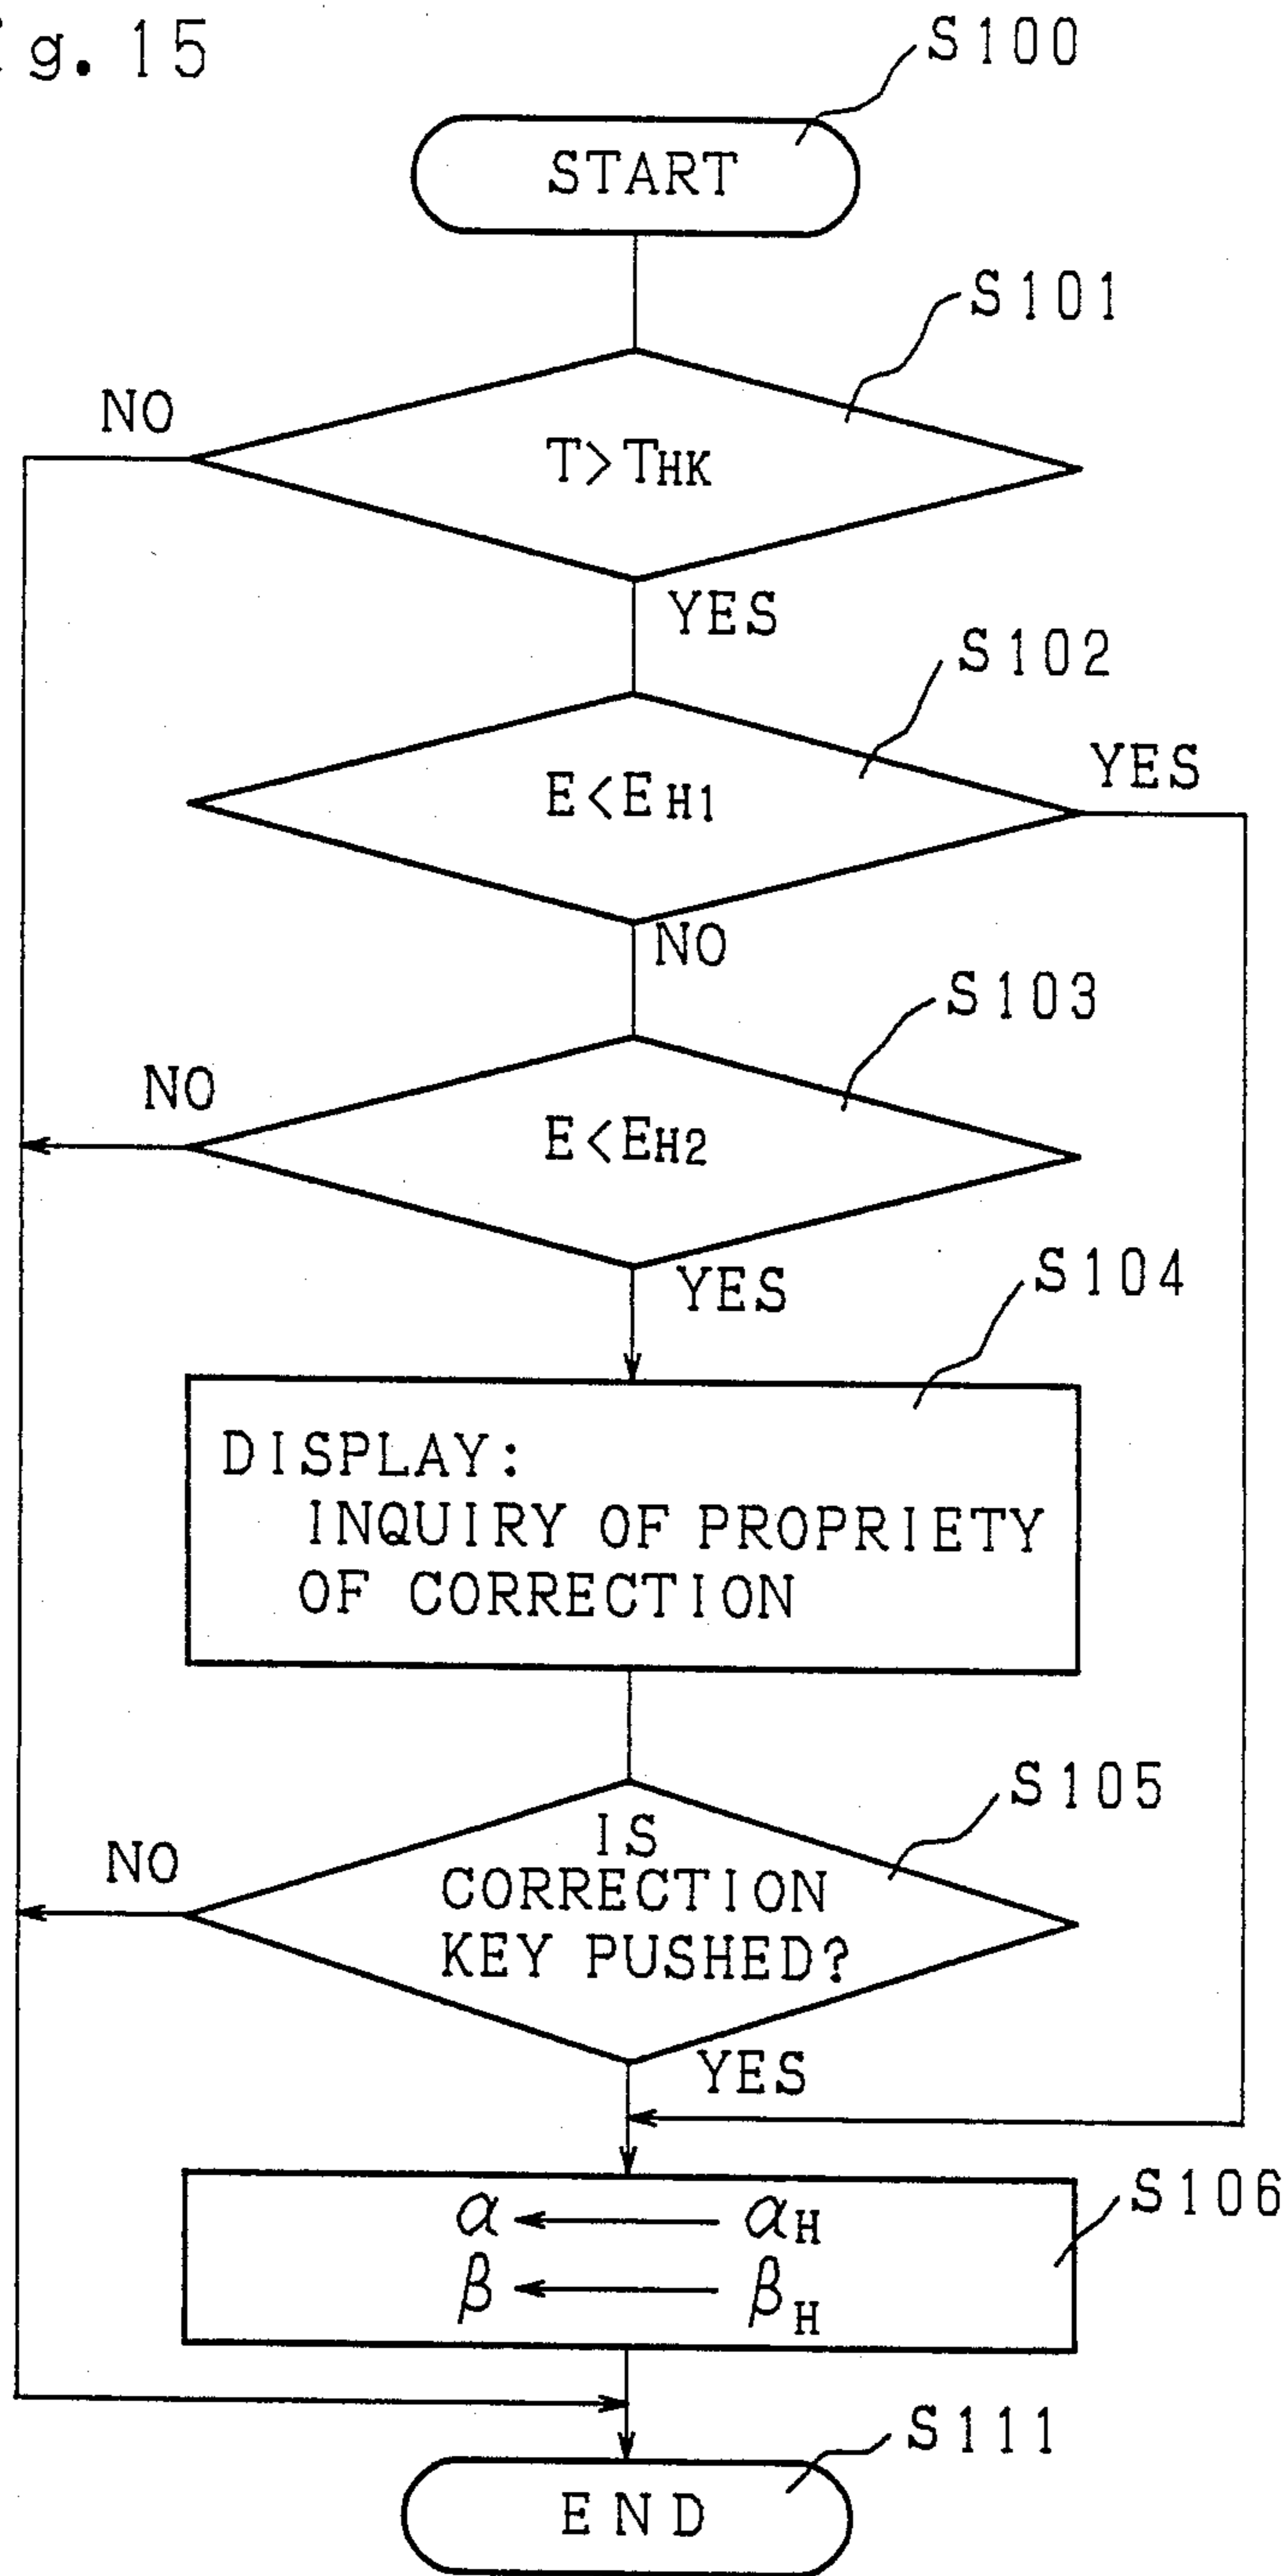 g. 15
S100
START
S101
NO
T>THK
YES
S102
YES
E<EH1
NO
S103
NO
E<EH2
YES
S104
DISPLAY:
INQUIRY OF PROPRIETY
OF CORRECTION
S105
NO
IS
CORRECTION
KEY PUSHED?
YES
S106
α ← αH
β ← βH
S111
END